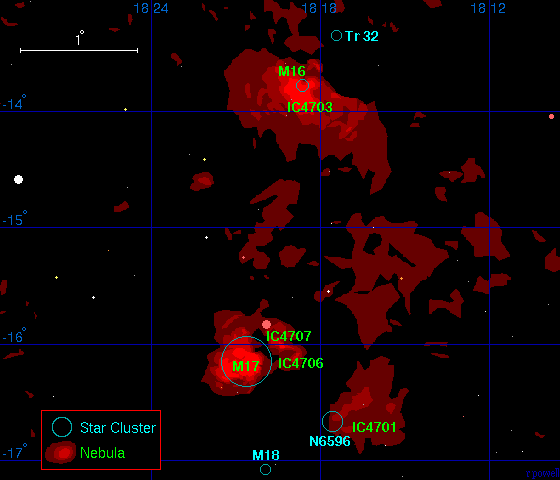 18 24
18 18
18 12
1°
Tr 32
M16
IC4703
-14°
-15°
-16°
IC4707
M17
IC4706
IC4701
N6596
M18
-17°
Star Cluster
Nebula
cpowell